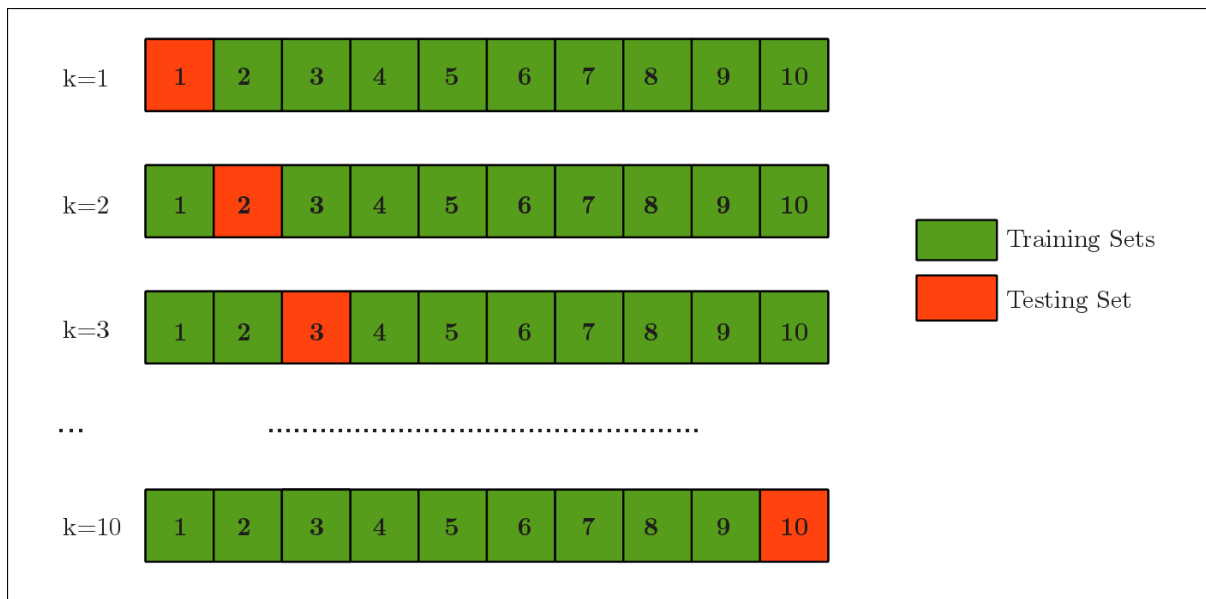 k=1 1 2 3 4 5 6 7 8 9 10
k=2 1 2 3 4 5 6 7 8 9 10
Training Sets
Testing Set
k=3 1 2 3 4 5 6 7 8 9 10
... ......................................................
k=10 1 2 3 4 5 6 7 8 9 10